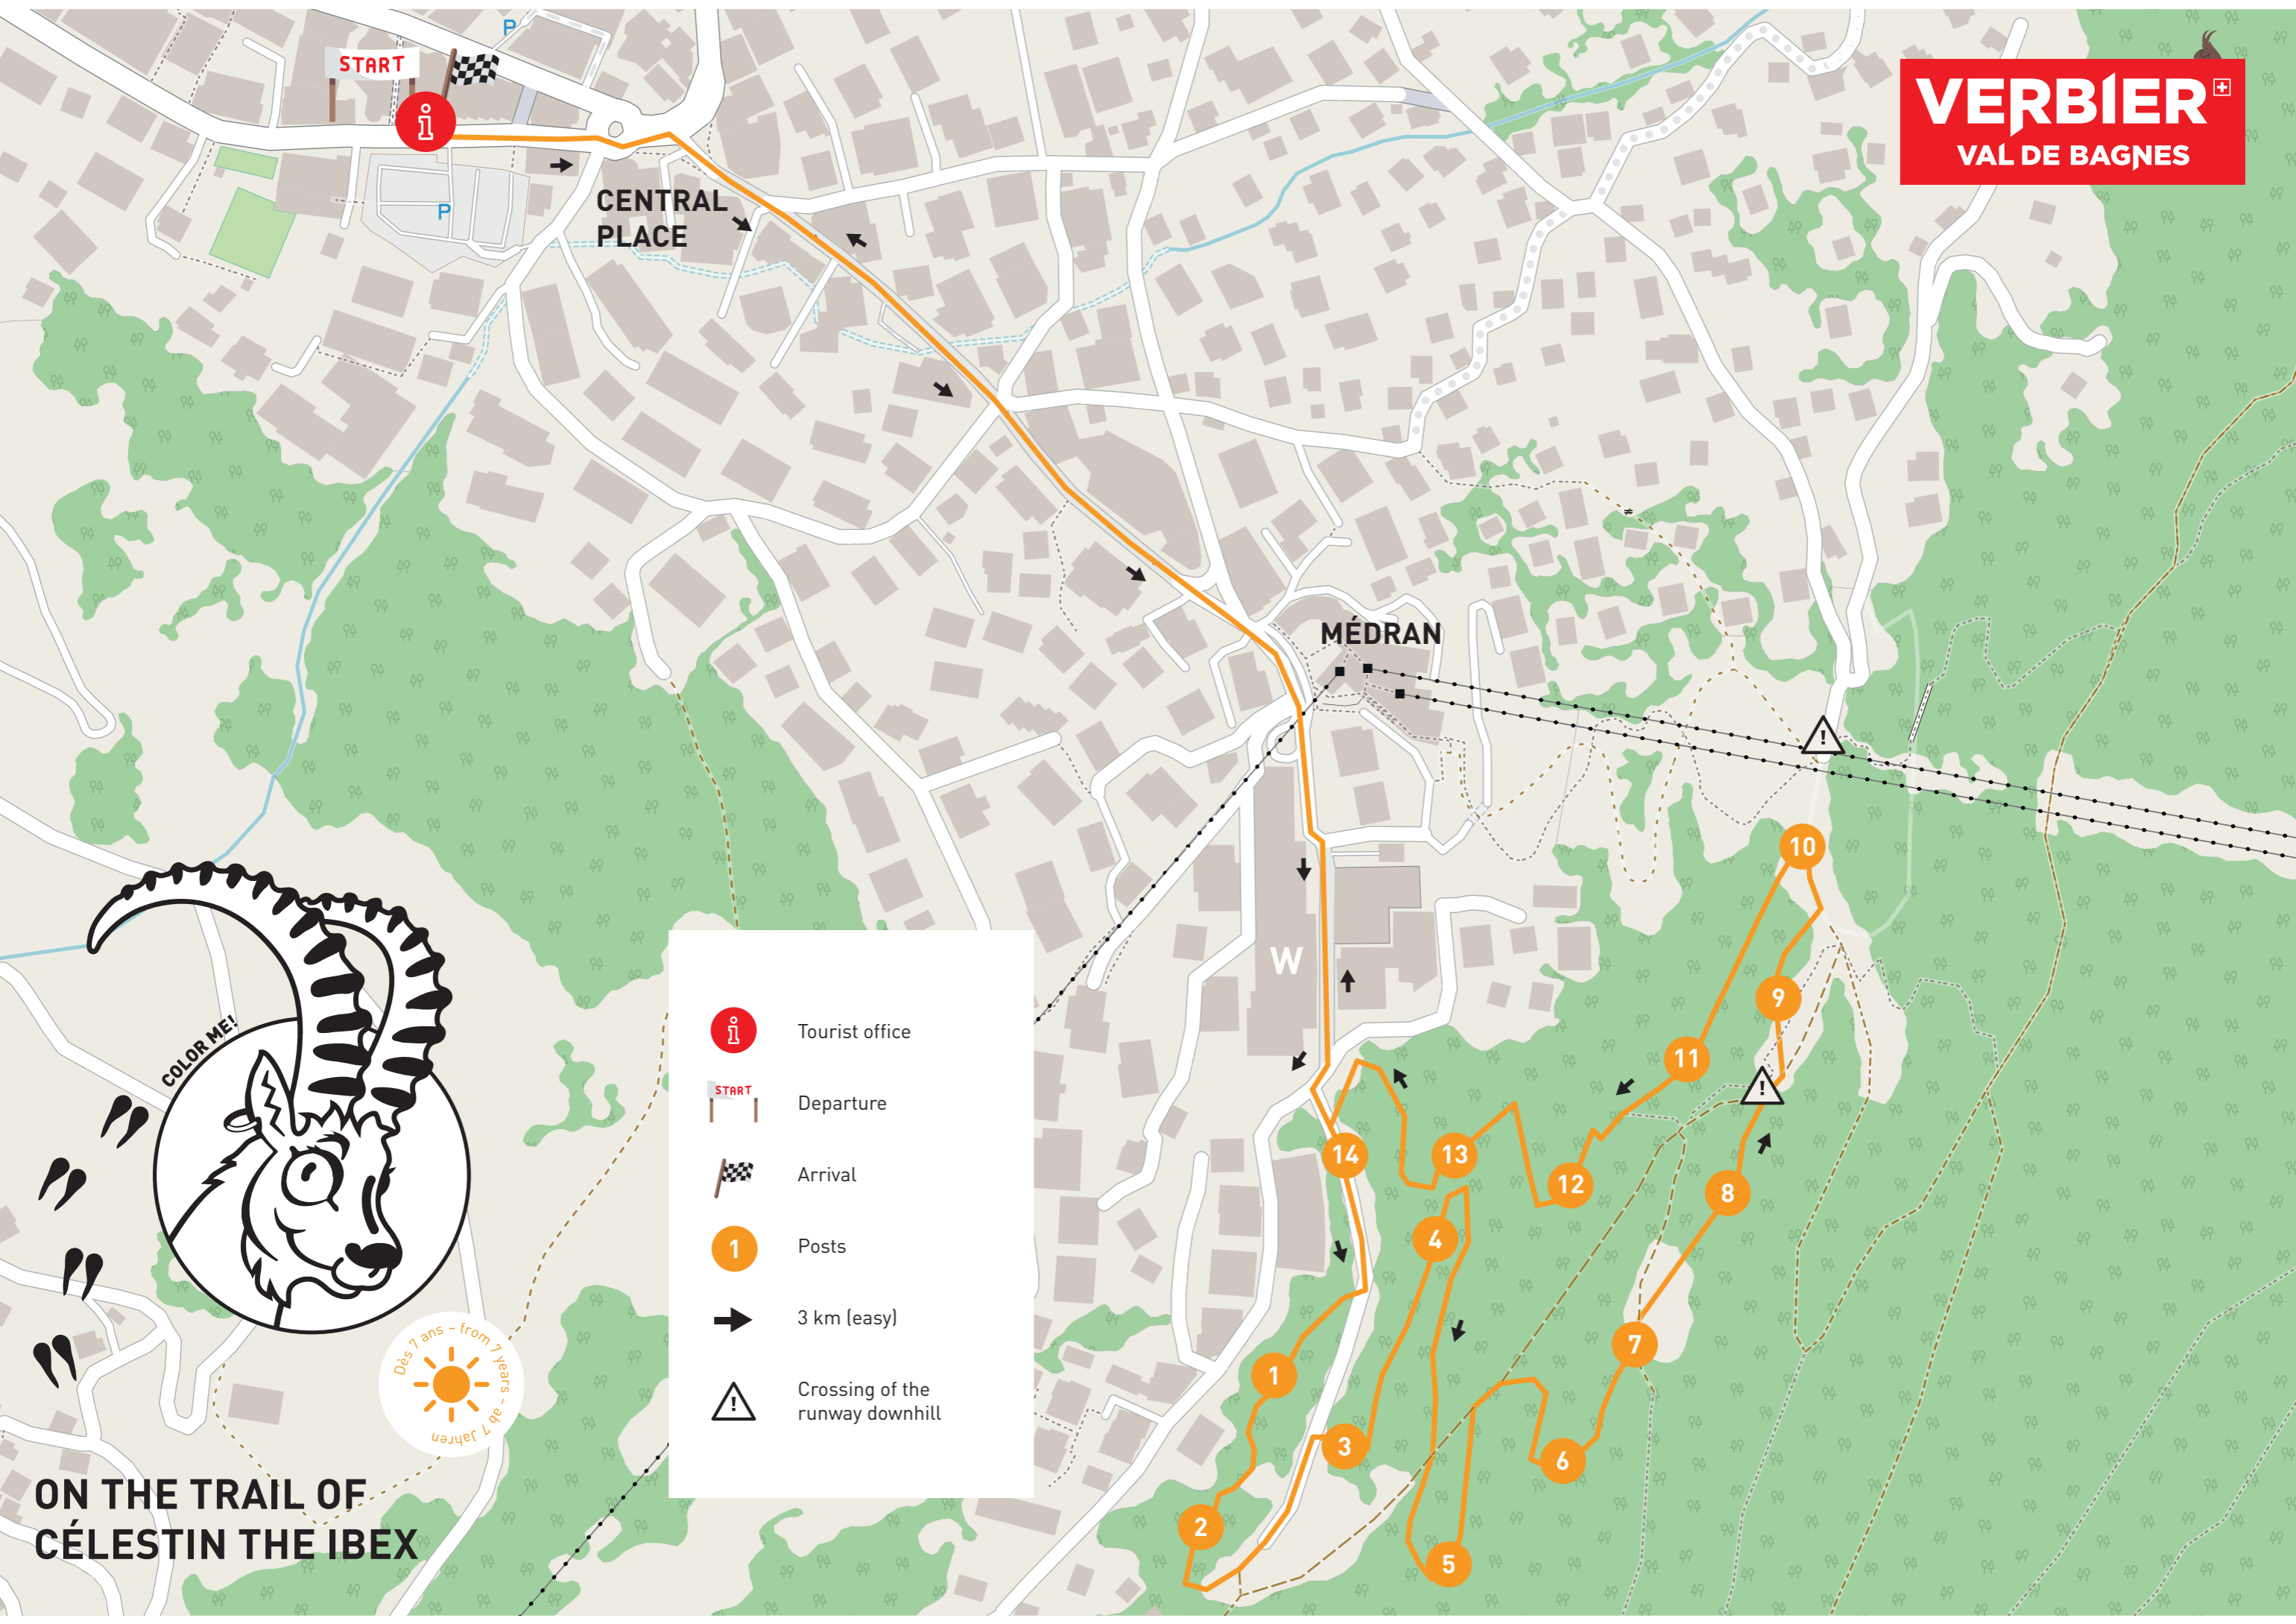 P
START
i
VERBIER
VAL DE BAGNES
P
CENTRAL
PLACE
MÉDRAN
!
10
W
9
11
!
14
13
12
8
4
7
1
3
6
2
5
COLOR ME!
Dès 7 ans – from 7 years – ab 7 Jahren
ON THE TRAIL OF
CÉLESTIN THE IBEX
i
Tourist office
START
Departure
Arrival
1
Posts
3 km (easy)
!
Crossing of the
runway downhill